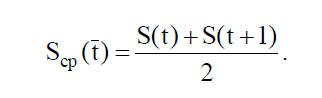 S_ср(t̄) = (S(t) + S(t + 1)) / 2.